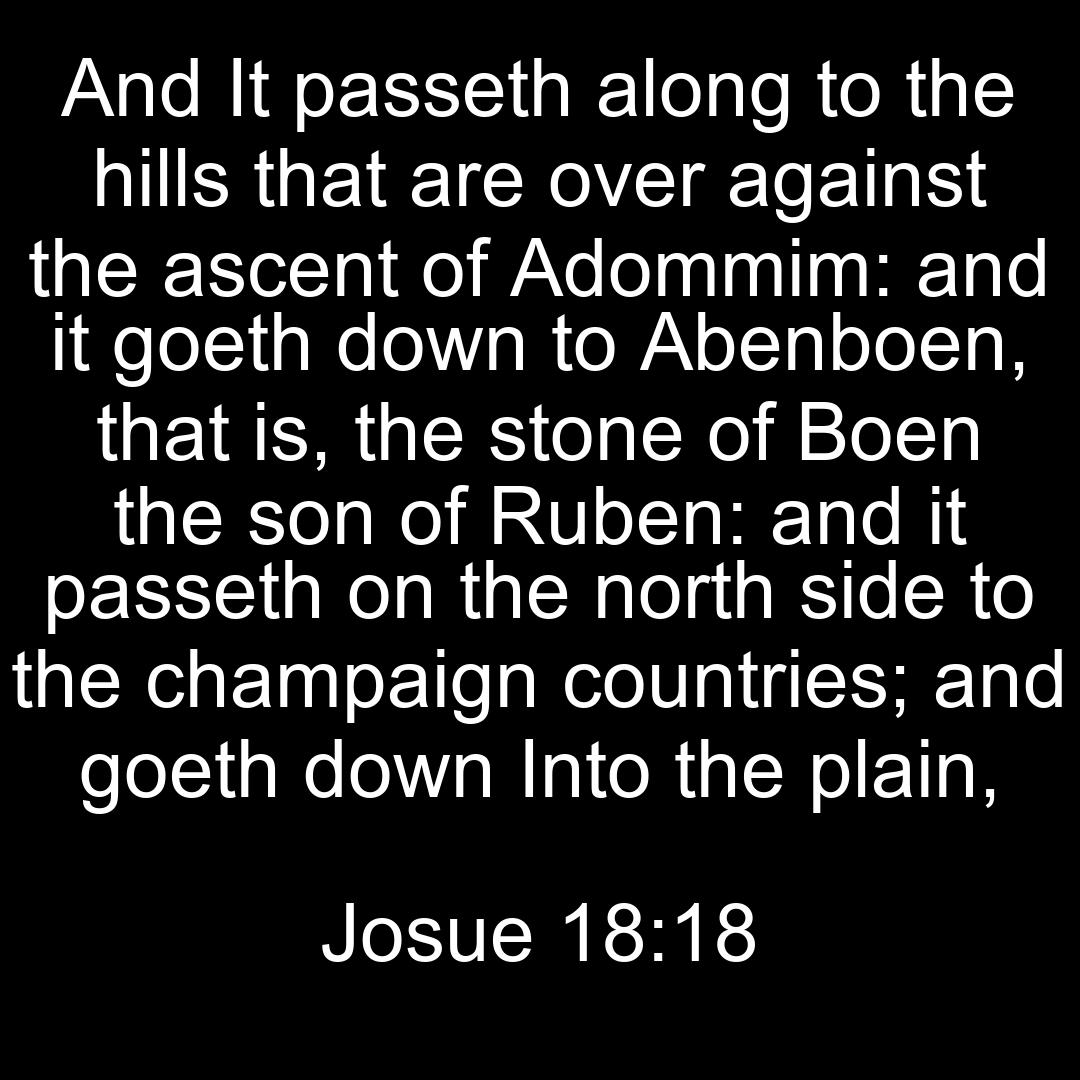 And It passeth along to the
hills that are over against
the ascent of Adommim: and
it goeth down to Abenboen,
that is, the stone of Boen
the son of Ruben: and it
passeth on the north side to
the champaign countries; and
goeth down Into the plain,
Josue 18:18